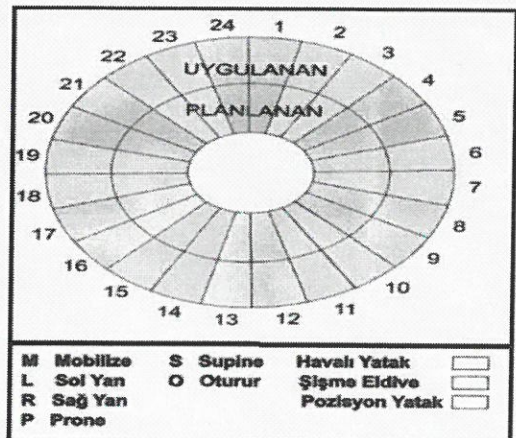 24 1
23 2
22 3
21 4
20 5
19 6
18 7
17 8
16 9
15 10
14 11
13 12
UYGULANAN
PLANLANAN
M Mobilize S Supine Havalı Yatak
L Sol Yan O Oturur Şişme Eldive
R Sağ Yan Pozisyon Yatak
P Prone